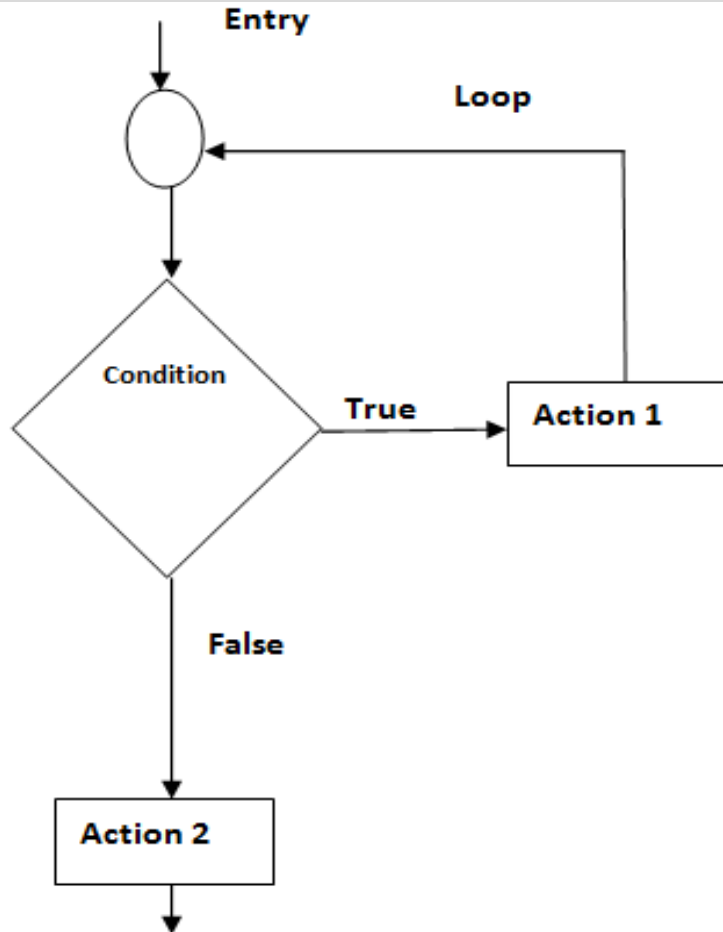 Entry
Loop
Condition
True
Action 1
False
Action 2